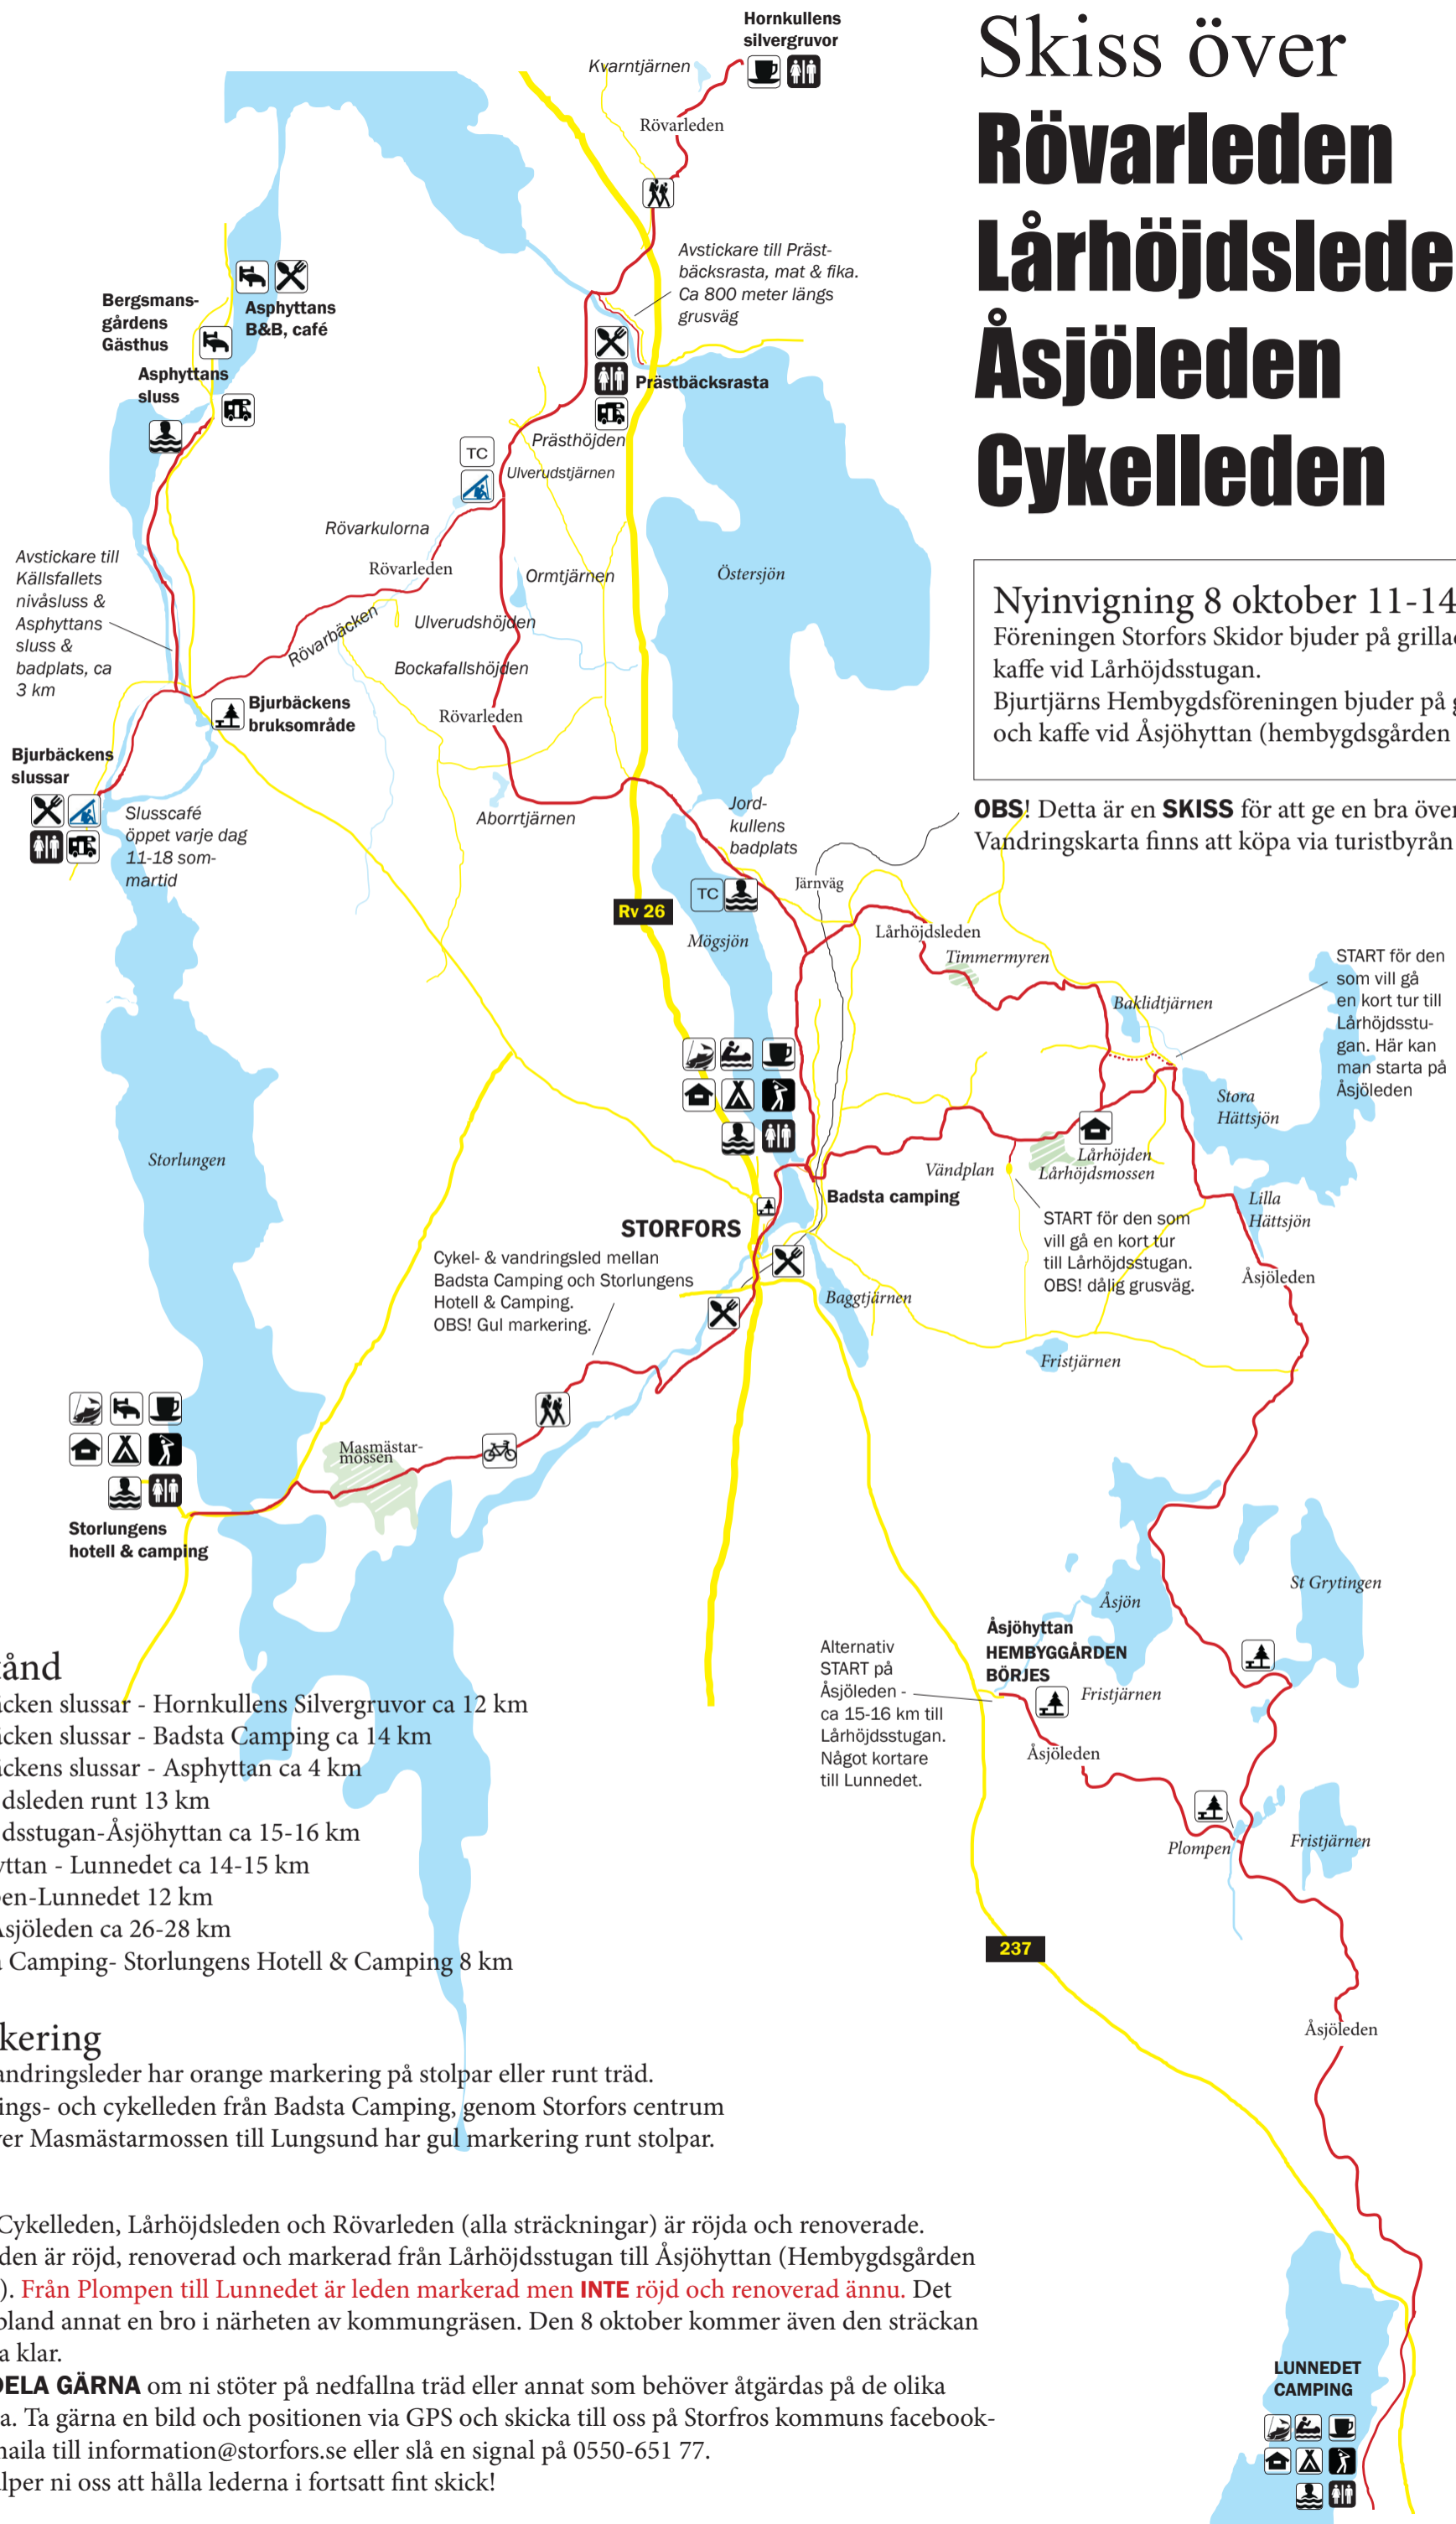 Skiss över
Rövarleden
Lårhöjdslede
Åsjöleden
Cykelleden
Nyinvigning 8 oktober 11-14
Föreningen Storfors Skidor bjuder på grillad
kaffe vid Lårhöjdsstugan.
Bjurtjärns Hembygdsföreningen bjuder på g
och kaffe vid Åsjöhyttan (hembygdsgården
OBS! Detta är en SKISS för att ge en bra över
Vandringskarta finns att köpa via turistbyrån
Hornkullens
silvergruvor
Kvarntjärnen
Rövarleden
Avstickare till Präst-
bäcksrasta, mat & fika.
Ca 800 meter längs
grusväg
Bergsmans-
gårdens
Gästhus
Asphyttans
B&B, café
Asphyttans
sluss
Prästbäcksrasta
Prästhöjden
TC
Ulverudstjärnen
Rövarkulorna
Rövarleden
Ormtjärnen
Östersjön
Avstickare till
Källsfallets
nivåsluss &
Asphyttans
sluss &
badplats, ca
3 km
Rövarbäcken
Ulverudshöjden
Bockafallshöjden
Rövarleden
Bjurbäckens
bruksområde
Bjurbäckens
slussar
Slusscafé
öppet varje dag
11-18 som-
martid
Aborrtjärnen
Jord-
kullens
badplats
TC
Järnväg
Rv 26
Mögsjön
Lårhöjdsleden
Timmermyren
Baklidtjärnen
START för den
som vill gå
en kort tur till
Lårhöjdsstu-
gan. Här kan
man starta på
Åsjöleden
Stora
Hättsjön
Storlungen
Lårhöjden
Lårhöjdsmossen
Vändplan
Badsta camping
Lilla
Hättsjön
START för den som
vill gå en kort tur
till Lårhöjdsstugan.
OBS! dålig grusväg.
STORFORS
Cykel- & vandringsled mellan
Badsta Camping och Storlungens
Hotell & Camping.
OBS! Gul markering.
Åsjöleden
Baggtjärnen
Fristjärnen
Masmästar-
mossen
Storlungens
hotell & camping
St Grytingen
Åsjön
Åsjöhyttan
HEMBYGGÅRDEN
BÖRJES
Fristjärnen
Alternativ
START på
Åsjöleden -
ca 15-16 km till
Lårhöjdsstugan.
Något kortare
till Lunnedet.
Åsjöleden
Plompen
Fristjärnen
237
Åsjöleden
LUNNEDET
CAMPING
tånd
äcken slussar - Hornkullens Silvergruvor ca 12 km
äcken slussar - Badsta Camping ca 14 km
äckens slussar - Asphyttan ca 4 km
dsleden runt 13 km
dsstugan-Åsjöhyttan ca 15-16 km
yttan - Lunnedet ca 14-15 km
en-Lunnedet 12 km
Åsjöleden ca 26-28 km
a Camping- Storlungens Hotell & Camping 8 km
kering
andringsleder har orange markering på stolpar eller runt träd.
ings- och cykelleden från Badsta Camping, genom Storfors centrum
ver Masmästarmossen till Lungsund har gul markering runt stolpar.
Cykelleden, Lårhöjdsleden och Rövarleden (alla sträckningar) är röjda och renoverade.
den är röjd, renoverad och markerad från Lårhöjdsstugan till Åsjöhyttan (Hembygdsgården
). Från Plompen till Lunnedet är leden markerad men INTE röjd och renoverad ännu. Det
bland annat en bro i närheten av kommungräsen. Den 8 oktober kommer även den sträckan
a klar.
DELA GÄRNA om ni stöter på nedfallna träd eller annat som behöver åtgärdas på de olika
a. Ta gärna en bild och positionen via GPS och skicka till oss på Storfros kommuns facebook-
maila till information@storfors.se eller slå en signal på 0550-651 77.
älper ni oss att hålla lederna i fortsatt fint skick!